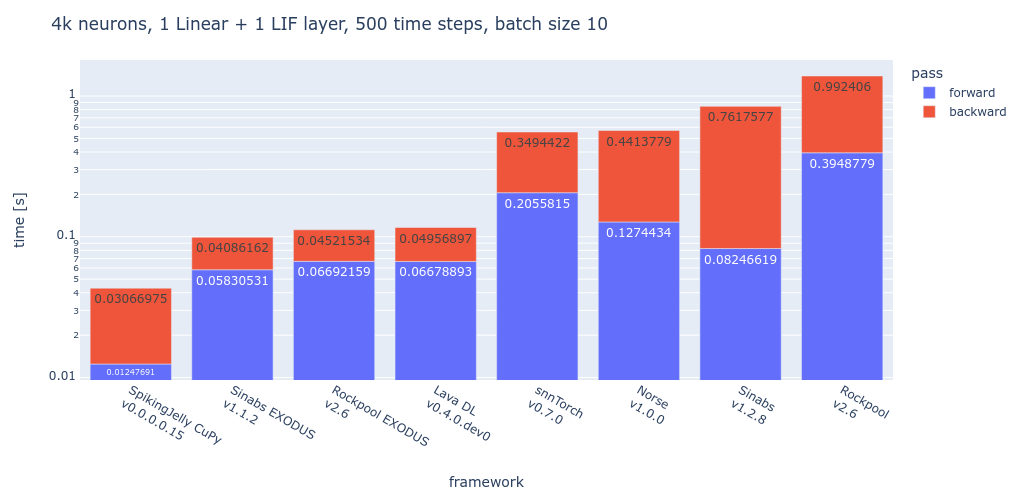 4k neurons, 1 Linear + 1 LIF layer, 500 time steps, batch size 10
pass
forward
backward
time [s]
1
9
8
7
6
5
4
3
2
0.1
9
8
7
6
5
4
3
2
0.01
0.03066975
0.01247691
0.04086162
0.05830531
0.04521534
0.06692159
0.04956897
0.06678893
0.3494422
0.2055815
0.4413779
0.1274434
0.7617577
0.08246619
0.992406
0.3948779
SpikingJelly CuPy
v0.0.0.0.15
Sinabs EXODUS
v1.1.2
Rockpool EXODUS
v2.6
Lava DL
v0.4.0.dev0
snnTorch
v0.7.0
Norse
v1.0.0
Sinabs
v1.2.8
Rockpool
v2.6
framework